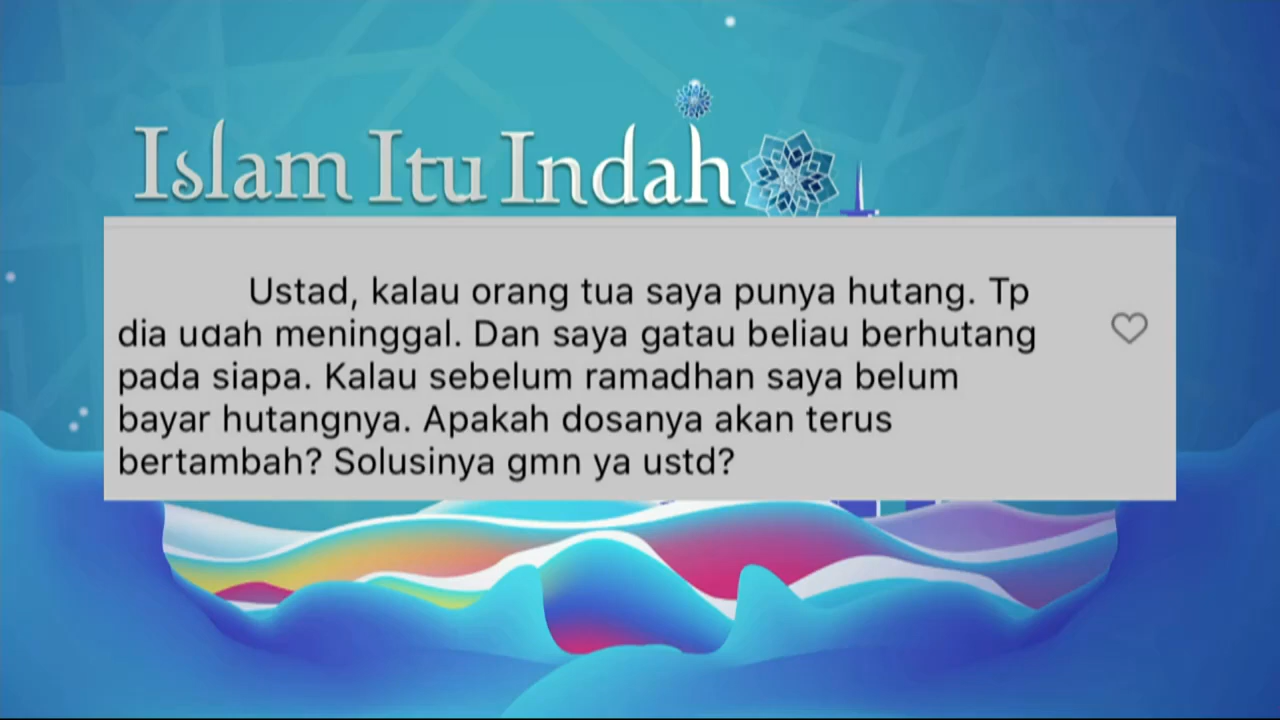 Islam Itu Indah
Ustad, kalau orang tua saya punya hutang. Tp
dia udah meninggal. Dan saya gatau beliau berhutang
pada siapa. Kalau sebelum ramadhan saya belum
bayar hutangnya. Apakah dosanya akan terus
bertambah? Solusinya gmn ya ustd?